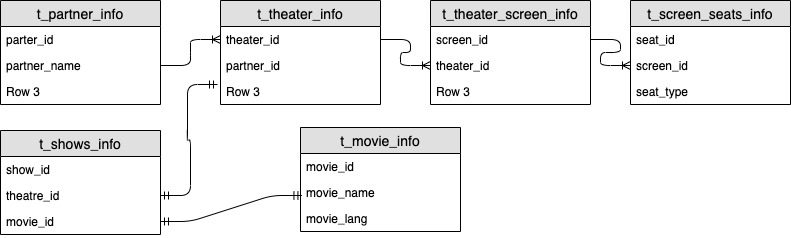 t_partner_info
parter_id
partner_name
Row 3
t_theater_info
theater_id
partner_id
Row 3
t_theater_screen_info
screen_id
theater_id
Row 3
t_screen_seats_info
seat_id
screen_id
seat_type
t_shows_info
show_id
theatre_id
movie_id
t_movie_info
movie_id
movie_name
movie_lang